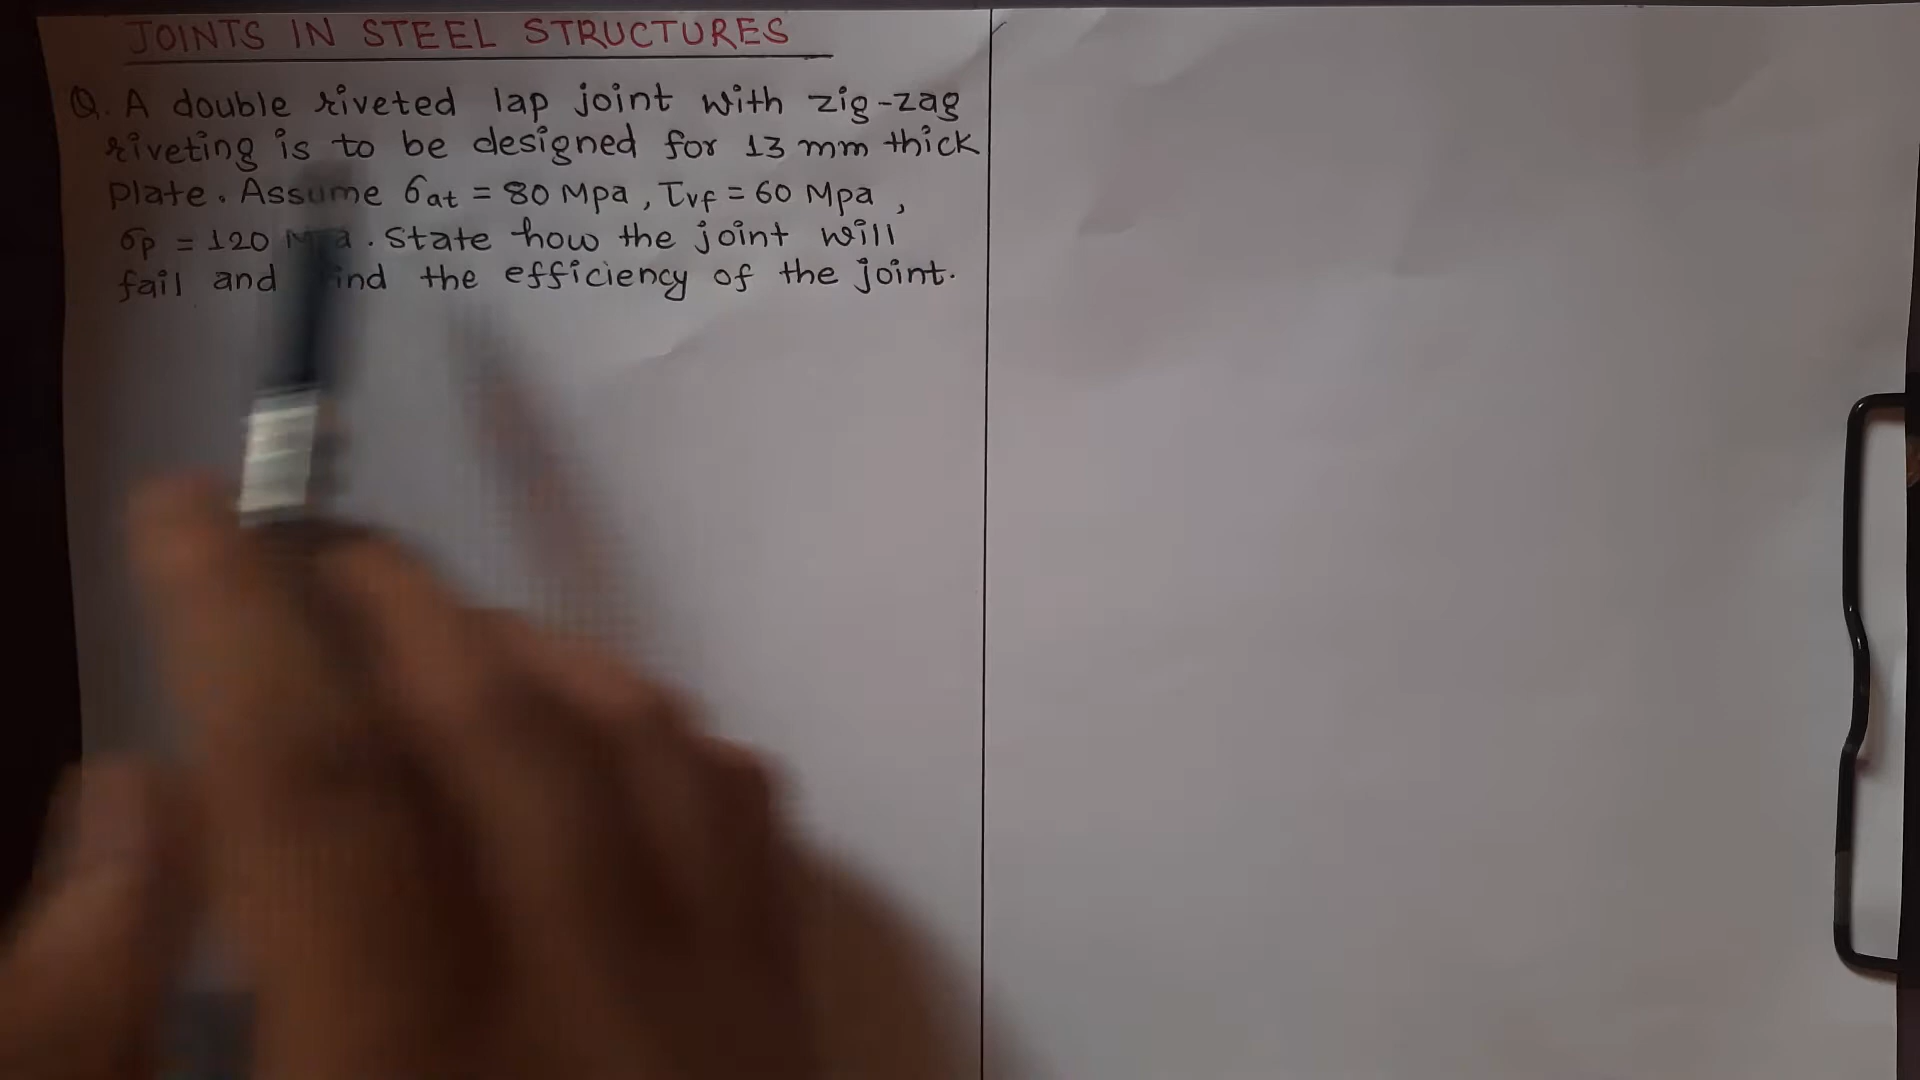 JOINTS IN STEEL STRUCTURES
Q. A double riveted lap joint with zig-zag
riveting is to be designed for 13 mm thick
plate. Assume σat = 80 Mpa, τvf = 60 Mpa,
σp = 120 . State how the joint will
fail and the efficiency of the joint.